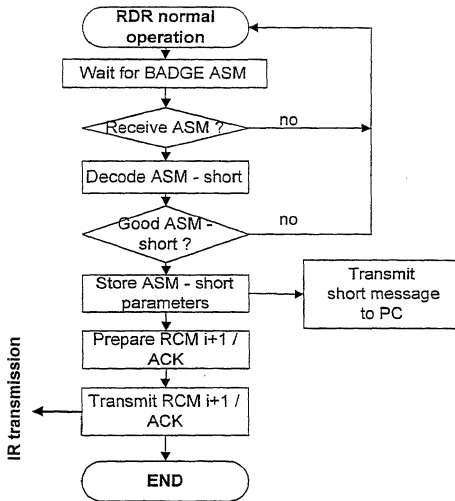 RDR normal
operation
Wait for BADGE ASM
Receive ASM ?
no
Decode ASM - short
Good ASM -
short ?
no
Store ASM - short
parameters
Transmit
short message
to PC
Prepare RCM i+1 /
ACK
Transmit RCM i+1 /
ACK
IR transmission
END